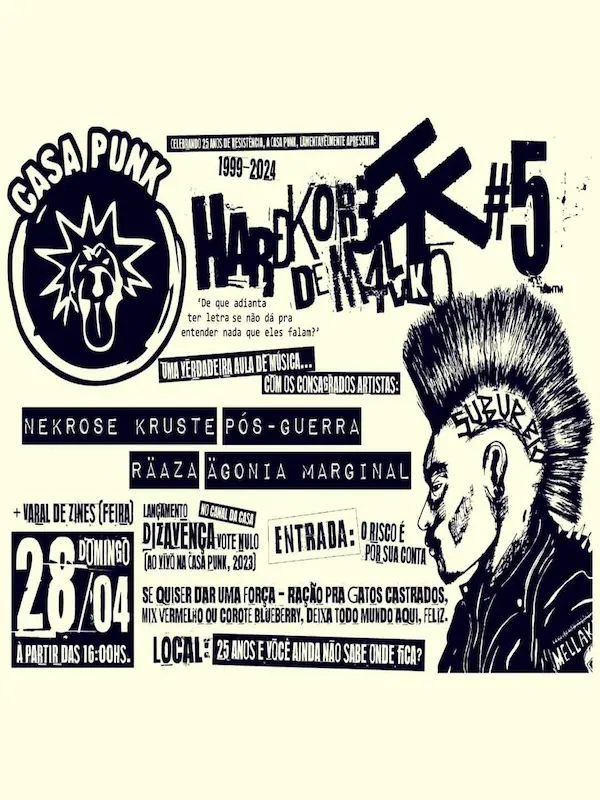 CASA PUNK
CELEBRANDO 25 ANOS DE RESISTÊNCIA, A CASA PUNK, LAMENTAVELMENTE APRESENTA:
1999-2024
HARDKORE
#5
DE MALAKO
'De que adianta
ter letra se não dá pra
entender nada que eles falam?'
UMA VERDADEIRA AULA DE MÚSICA...
COM OS CONSAGRADOS ARTISTAS:
SUBURBIO
NEKROSE KRUSTE PÓS-GUERRA
RÄAZA ÄGONIA MARGINAL
+ VARAL DE ZINES (FEIRA)
28/04
DOMINGO
À PARTIR DAS 16:00HS.
LANÇAMENTO
NO CANAL DA CASA
DIZAVENÇA VOTE NULO
(AO VIVO NA CASA PUNK, 2023)
ENTRADA: O RISCO É
POR SUA CONTA
SE QUISER DAR UMA FORÇA - RAÇÃO PRA GATOS CASTRADOS,
MIX VERMELHO OU COROTE BLUEBERRY, DEIXA TODO MUNDO AQUI, FELIZ.
LOCAL: 25 ANOS E VOCÊ AINDA NÃO SABE ONDE FICA?
MELLAK